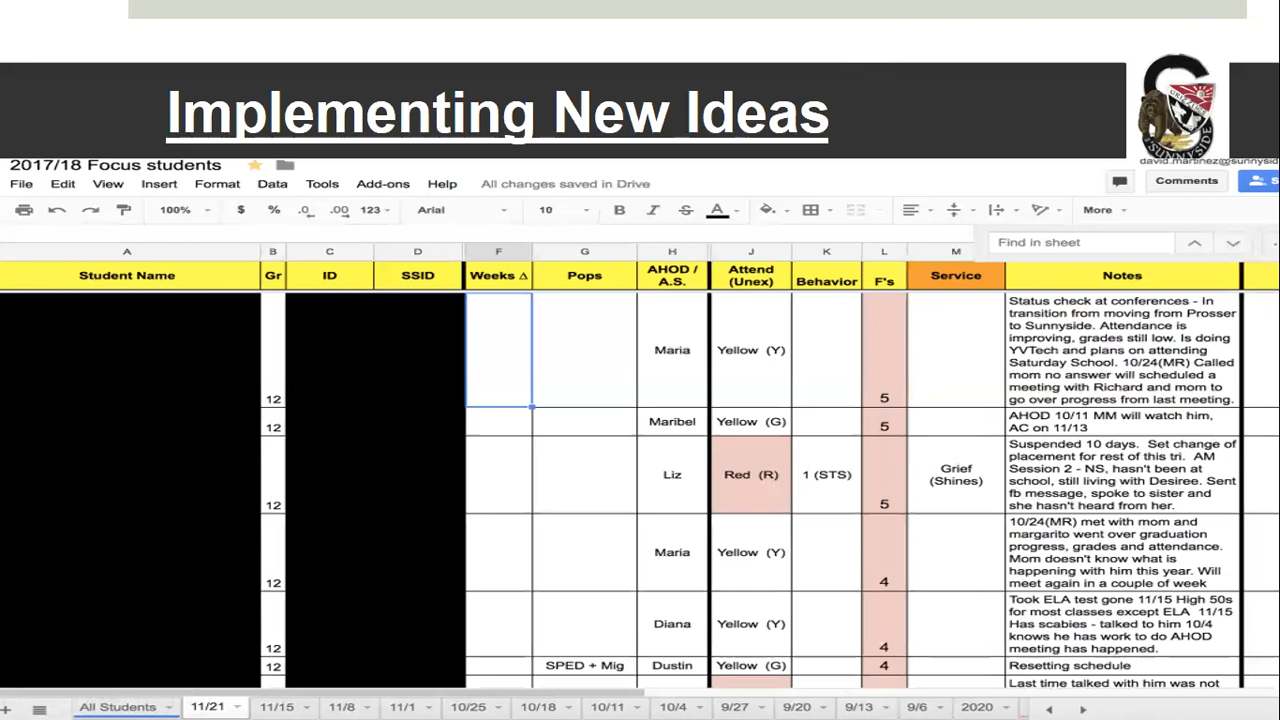 Implementing New Ideas
SUNNYSIDE
2017/18 Focus students
david.martinez@sunnysid
File Edit View Insert Format Data Tools Add-ons Help All changes saved in Drive
Comments S
100% $ % .0 .00 123 Arial 10 B I S A More
Find in sheet
A B C D F G H J K L M
Student Name Gr ID SSID Weeks Δ Pops AHOD / A.S. Attend (Unex) Behavior F's Service Notes
12 Maria Yellow (Y) 5
Status check at conferences - In
transition from moving from Prosser
to Sunnyside. Attendance is
improving, grades still low. Is doing
YVTech and plans on attending
Saturday School. 10/24(MR) Called
mom no answer will scheduled a
meeting with Richard and mom to
go over progress from last meeting.
12 Maribel Yellow (G) 5
AHOD 10/11 MM will watch him,
AC on 11/13
12 Liz Red (R) 1 (STS) 5 Grief (Shines)
Suspended 10 days. Set change of
placement for rest of this tri. AM
Session 2 - NS, hasn't been at
school, still living with Desiree. Sent
fb message, spoke to sister and
she hasn't heard from her.
12 Maria Yellow (Y) 4
10/24(MR) met with mom and
margarito went over graduation
progress, grades and attendance.
Mom doesn't know what is
happening with him this year. Will
meet again in a couple of week
12 Diana Yellow (Y) 4
Took ELA test gone 11/15 High 50s
for most classes except ELA 11/15
Has scabies - talked to him 10/4
knows he has work to do AHOD
meeting has happened.
12 SPED + Mig Dustin Yellow (G) 4 Resetting schedule
Last time talked with him was not
All Students 11/21 11/15 11/8 11/1 10/25 10/18 10/11 10/4 9/27 9/20 9/13 9/6 2020